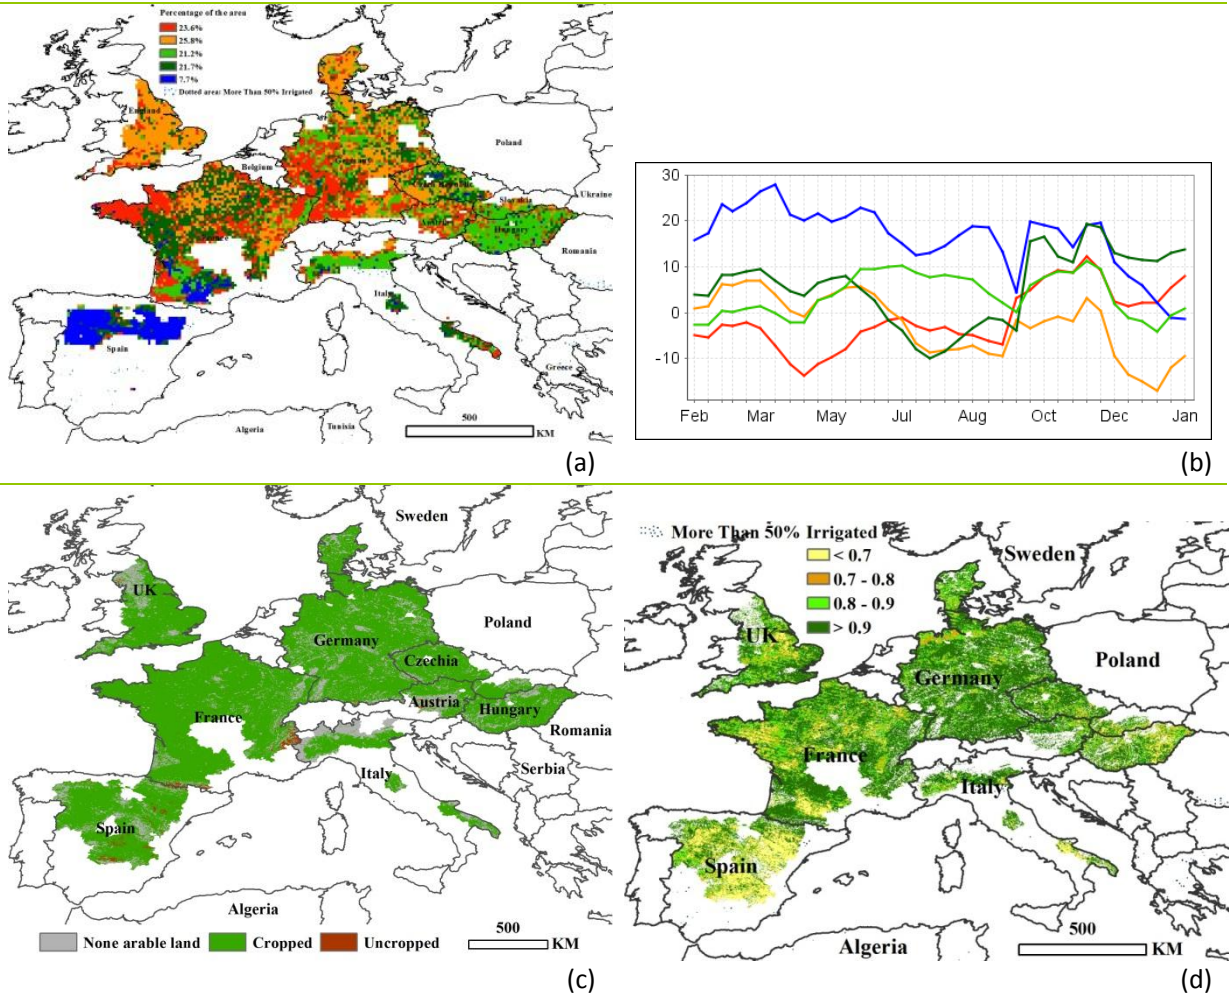 Percentage of the area
23.6%
25.8%
21.2%
21.7%
7.7%
Dotted area: More Than 50% Irrigated
England
Belgium
Germany
Poland
Czech Republic
Slovakia
Ukraine
Austria
Hungary
Romania
Italy
Spain
Greece
Algeria
Tunisia
500
KM
(a)
30
20
10
0
-10
Feb Mar May Jul Aug Oct Dec Jan
(b)
Sweden
UK
Germany
Poland
Czechia
France
Austria
Hungary
Romania
Italy
Serbia
Spain
Algeria
None arable land Cropped Uncropped
500
KM
(c)
More Than 50% Irrigated
< 0.7
0.7 - 0.8
0.8 - 0.9
> 0.9
Sweden
UK
Poland
Germany
France
Italy
Spain
Algeria
500
KM
(d)